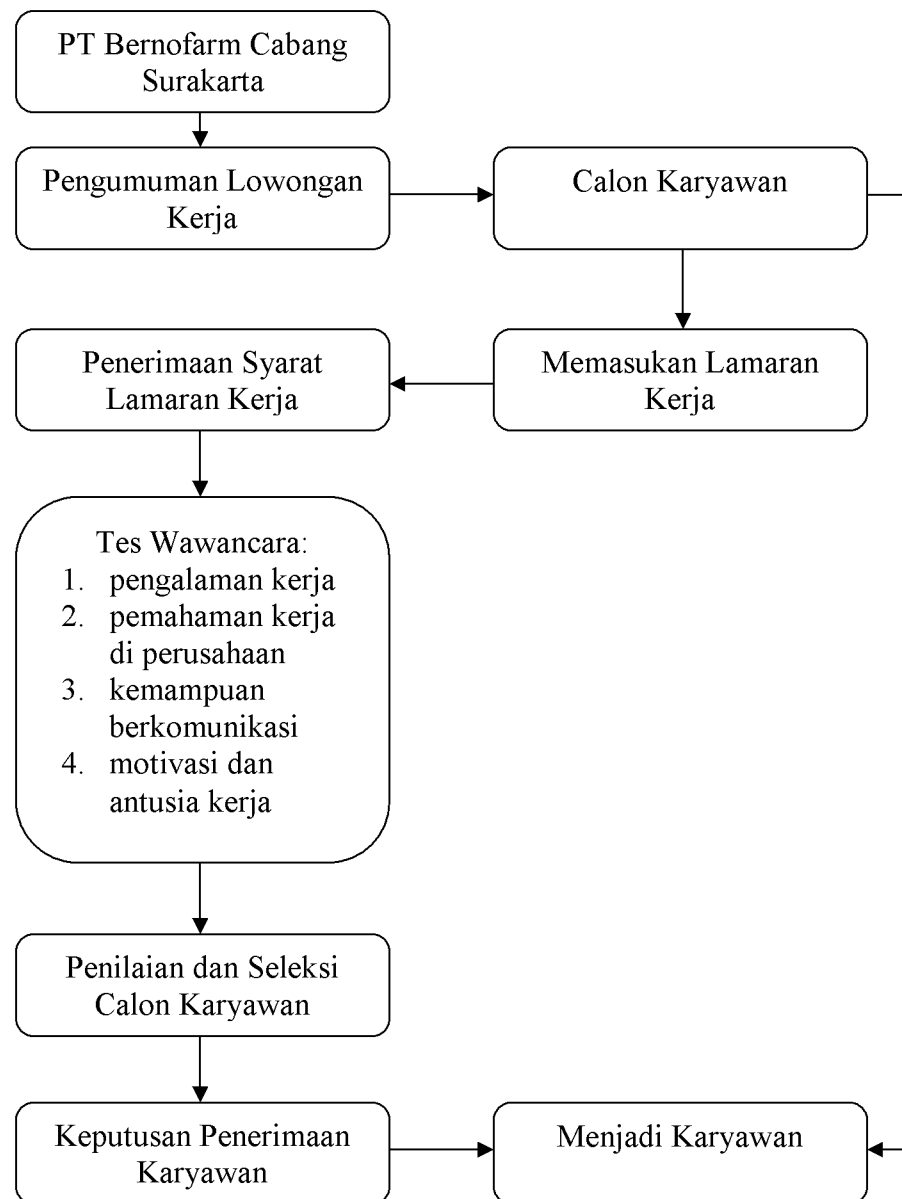 PT Bernofarm Cabang
Surakarta
Pengumuman Lowongan
Kerja
Calon Karyawan
Penerimaan Syarat
Lamaran Kerja
Memasukan Lamaran
Kerja
Tes Wawancara:
1. pengalaman kerja
2. pemahaman kerja
di perusahaan
3. kemampuan
berkomunikasi
4. motivasi dan
antusia kerja
Penilaian dan Seleksi
Calon Karyawan
Keputusan Penerimaan
Karyawan
Menjadi Karyawan